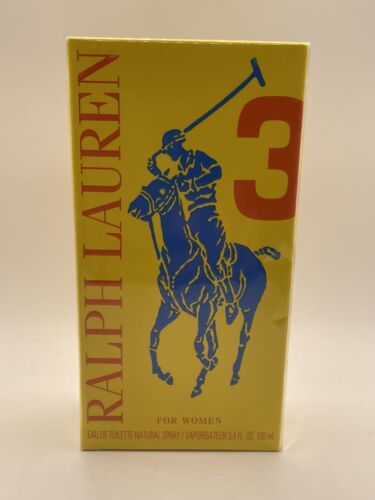 RALPH LAUREN
3
FOR WOMEN
EAU DE TOILETTE NATURAL SPRAY / VAPORISATEUR 3.4 FL. OZ. 100 ml